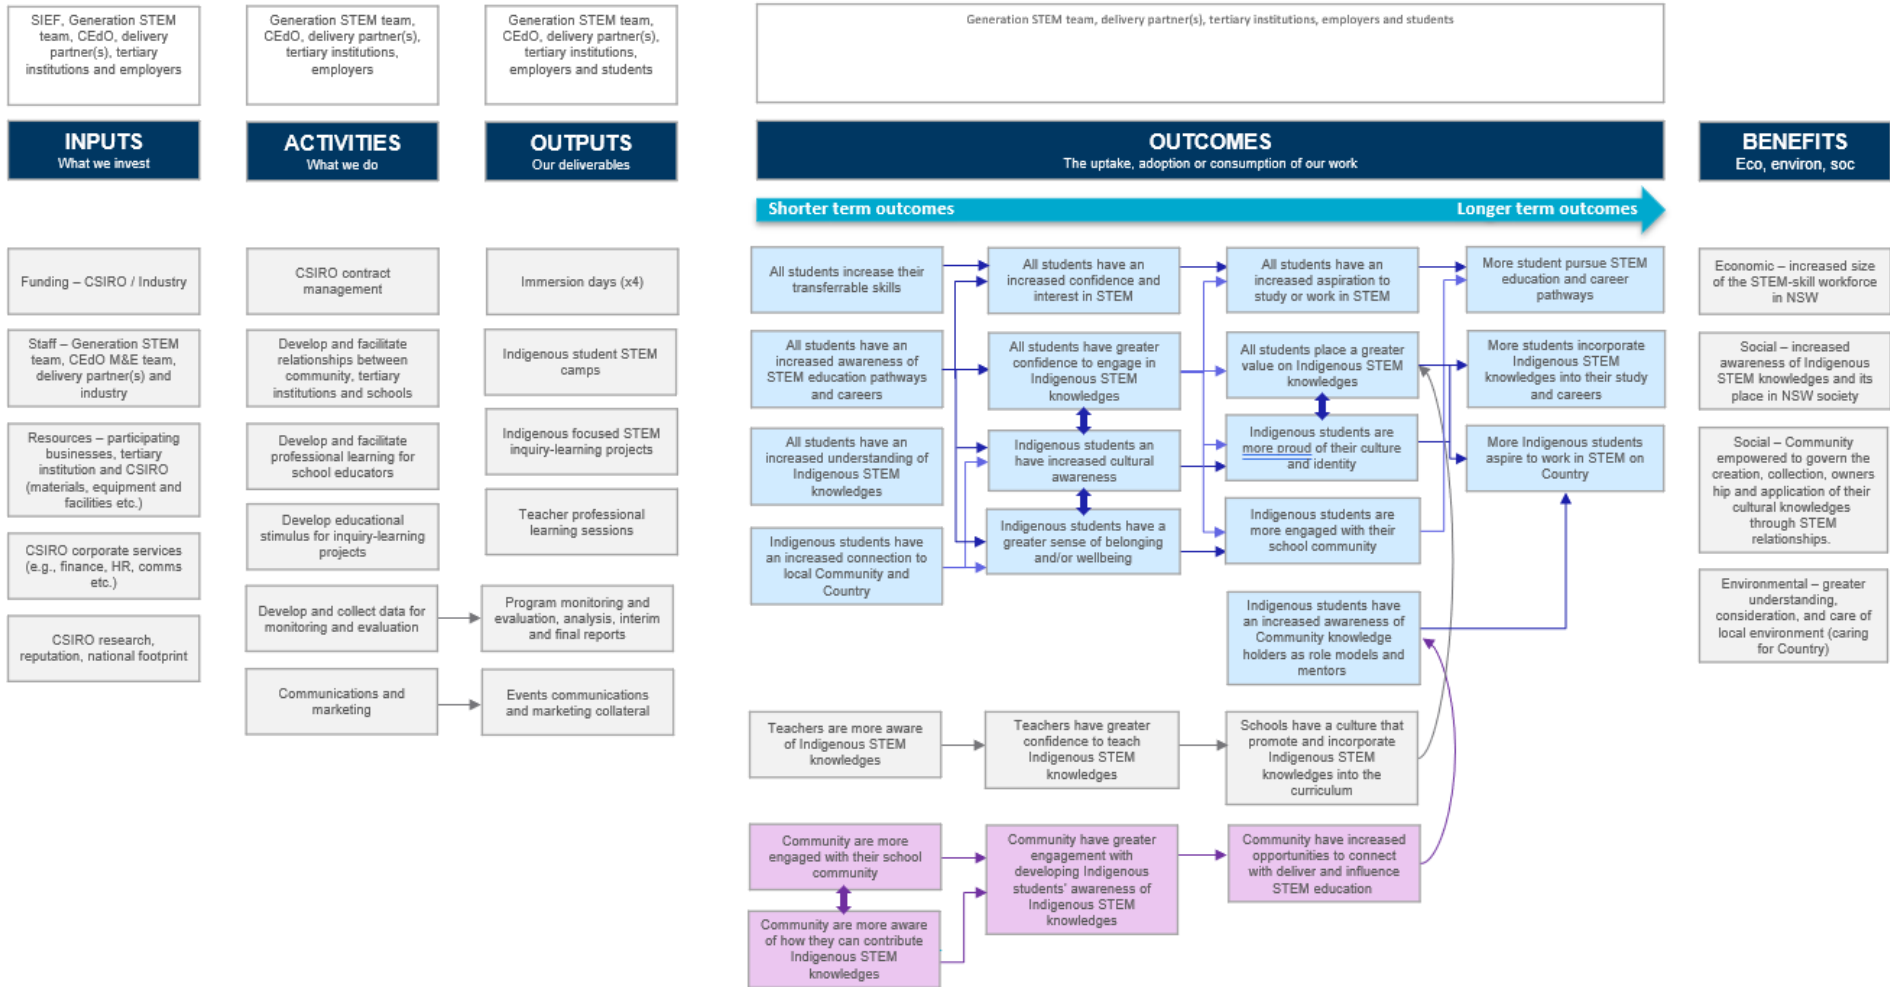 SIEF, Generation STEM
team, CEdO, delivery
partner(s), tertiary
institutions and employers
Generation STEM team,
CEdO, delivery partner(s),
tertiary institutions,
employers
Generation STEM team,
CEdO, delivery partner(s),
tertiary institutions,
employers and students
Generation STEM team, delivery partner(s), tertiary institutions, employers and students
INPUTS
What we invest
ACTIVITIES
What we do
OUTPUTS
Our deliverables
OUTCOMES
The uptake, adoption or consumption of our work
BENEFITS
Eco, environ, soc
Shorter term outcomes
Longer term outcomes
Funding – CSIRO / Industry
Staff – Generation STEM
team, CEdO M&E team,
delivery partner(s) and
industry
Resources – participating
businesses, tertiary
institution and CSIRO
(materials, equipment and
facilities etc.)
CSIRO corporate services
(e.g., finance, HR, comms
etc.)
CSIRO research,
reputation, national footprint
CSIRO contract
management
Develop and facilitate
relationships between
community, tertiary
institutions and schools
Develop and facilitate
professional learning for
school educators
Develop educational
stimulus for inquiry-learning
projects
Develop and collect data for
monitoring and evaluation
Communications and
marketing
Immersion days (x4)
Indigenous student STEM
camps
Indigenous focused STEM
inquiry-learning projects
Teacher professional
learning sessions
Program monitoring and
evaluation, analysis, interim
and final reports
Events communications
and marketing collateral
All students increase their
transferrable skills
All students have an
increased awareness of
STEM education pathways
and careers
All students have an
increased understanding of
Indigenous STEM
knowledges
Indigenous students have
an increased connection to
local Community and
Country
All students have an
increased confidence and
interest in STEM
All students have greater
confidence to engage in
Indigenous STEM
knowledges
Indigenous students an
have increased cultural
awareness
Indigenous students have a
greater sense of belonging
and/or wellbeing
All students have an
increased aspiration to
study or work in STEM
All students place a greater
value on Indigenous STEM
knowledges
Indigenous students are
more proud of their culture
and identity
Indigenous students are
more engaged with their
school community
Indigenous students have
an increased awareness of
Community knowledge
holders as role models and
mentors
More student pursue STEM
education and career
pathways
More students incorporate
Indigenous STEM
knowledges into their study
and careers
More Indigenous students
aspire to work in STEM on
Country
Teachers are more aware
of Indigenous STEM
knowledges
Teachers have greater
confidence to teach
Indigenous STEM
knowledges
Schools have a culture that
promote and incorporate
Indigenous STEM
knowledges into the
curriculum
Community are more
engaged with their school
community
Community are more aware
of how they can contribute
Indigenous STEM
knowledges
Community have greater
engagement with
developing Indigenous
students' awareness of
Indigenous STEM
knowledges
Community have increased
opportunities to connect
with deliver and influence
STEM education
Economic – increased size
of the STEM-skill workforce
in NSW
Social – increased
awareness of Indigenous
STEM knowledges and its
place in NSW society
Social – Community
empowered to govern the
creation, collection, owners
hip and application of their
cultural knowledges
through STEM
relationships.
Environmental – greater
understanding,
consideration, and care of
local environment (caring
for Country)